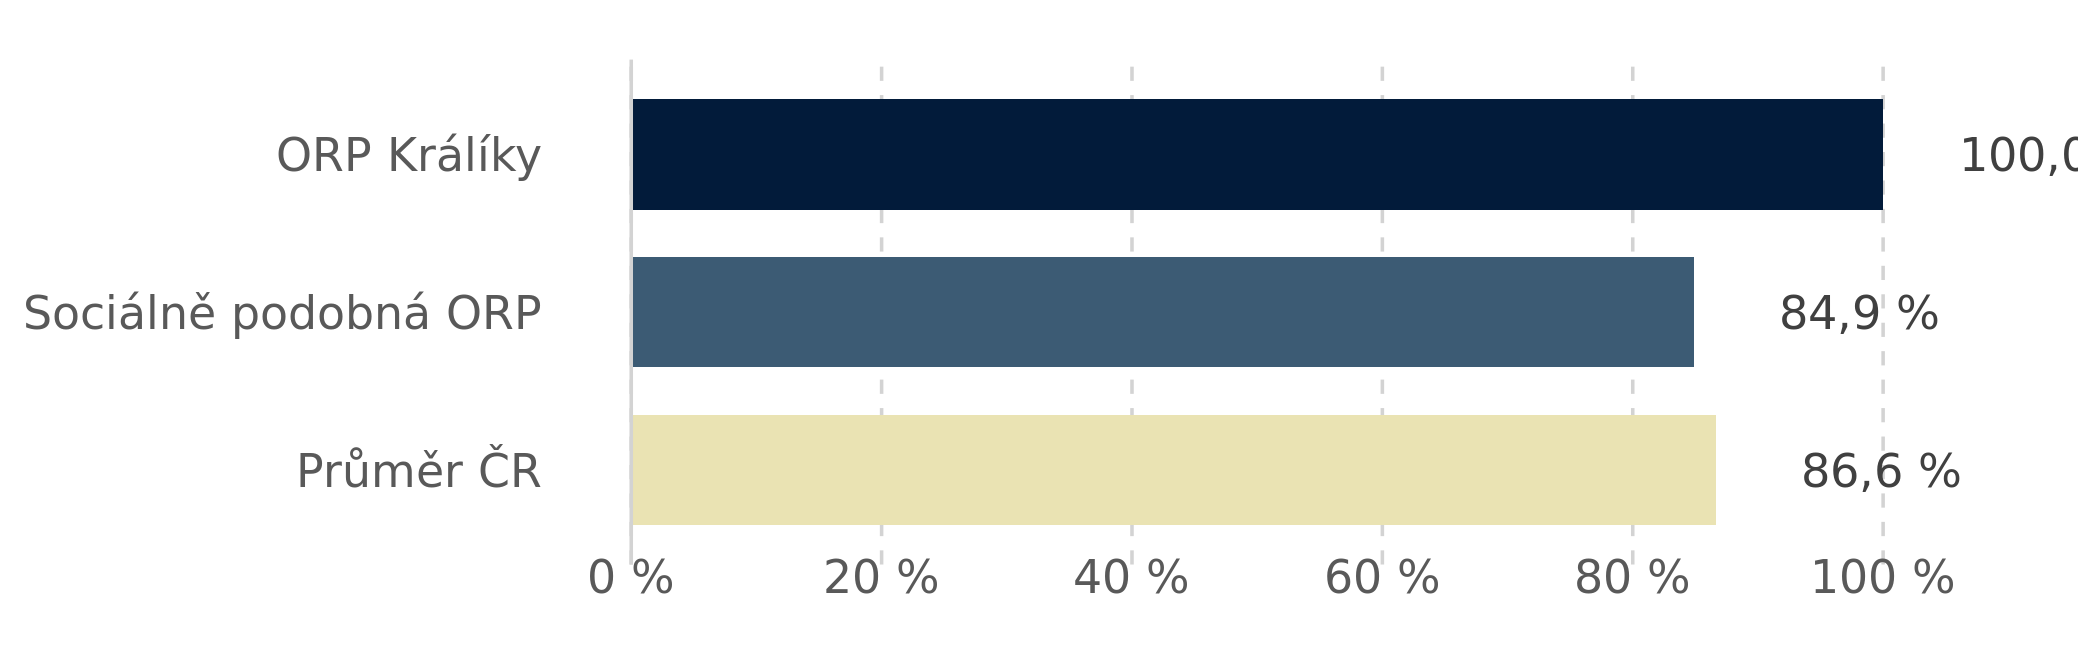 ORP Králíky 100,0
Sociálně podobná ORP 84,9 %
Průměr ČR 86,6 %
0 % 20 % 40 % 60 % 80 % 100 %